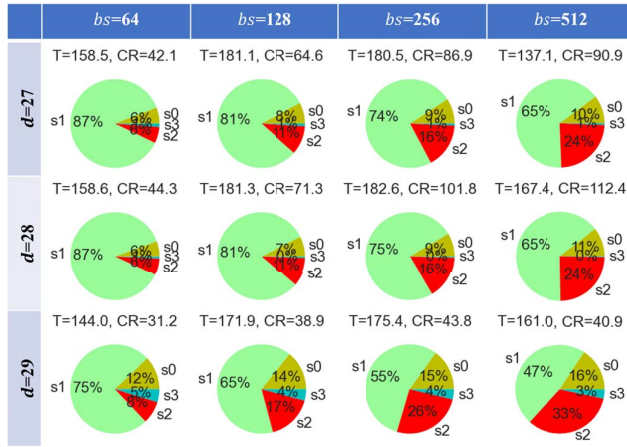 bs=64 bs=128 bs=256 bs=512
d=27
T=158.5, CR=42.1 T=181.1, CR=64.6 T=180.5, CR=86.9 T=137.1, CR=90.9
s1 87% 6% s0 s3 6% s2
s1 81% 8% s0 1% s3 11% s2
s1 74% 9% s0 1% s3 16% s2
s1 65% 10% s0 1% s3 24% s2
d=28
T=158.6, CR=44.3 T=181.3, CR=71.3 T=182.6, CR=101.8 T=167.4, CR=112.4
s1 87% 6% s0 s3 6% s2
s1 81% 7% s0 0% s3 11% s2
s1 75% 9% s0 0% s3 16% s2
s1 65% 11% s0 0% s3 24% s2
d=29
T=144.0, CR=31.2 T=171.9, CR=38.9 T=175.4, CR=43.8 T=161.0, CR=40.9
s1 75% 12% s0 5% s3 8% s2
s1 65% 14% s0 4% s3 17% s2
s1 55% 15% s0 4% s3 26% s2
s1 47% 16% s0 3% s3 33% s2